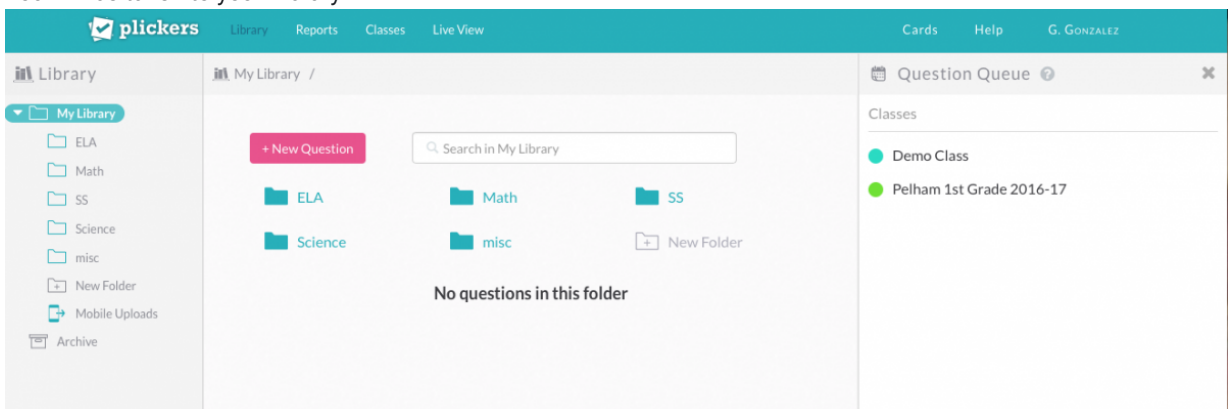 plickers Library Reports Classes Live View Cards Help G. GONZALEZ
Library
My Library
ELA
Math
SS
Science
misc
New Folder
Mobile Uploads
Archive
My Library /
+ New Question
Search in My Library
ELA Math SS
Science misc New Folder
No questions in this folder
Question Queue
Classes
Demo Class
Pelham 1st Grade 2016-17